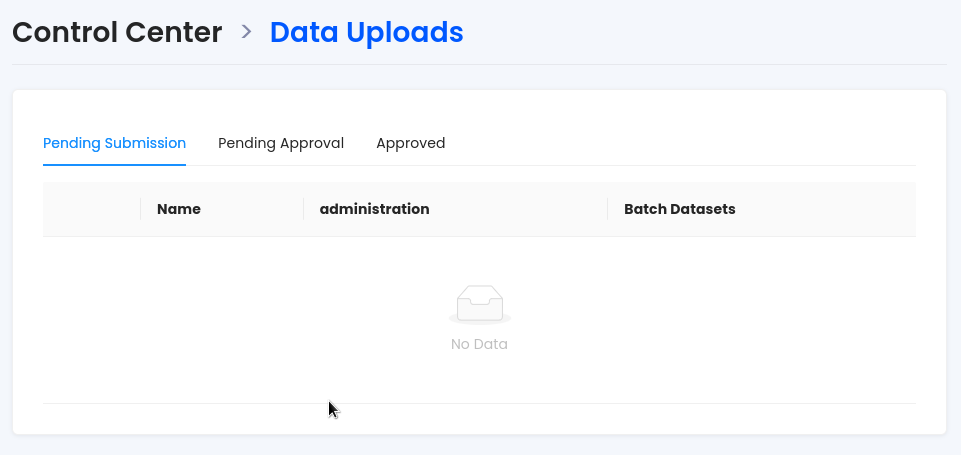 Control Center > Data Uploads
Pending Submission Pending Approval Approved
Name administration Batch Datasets
No Data